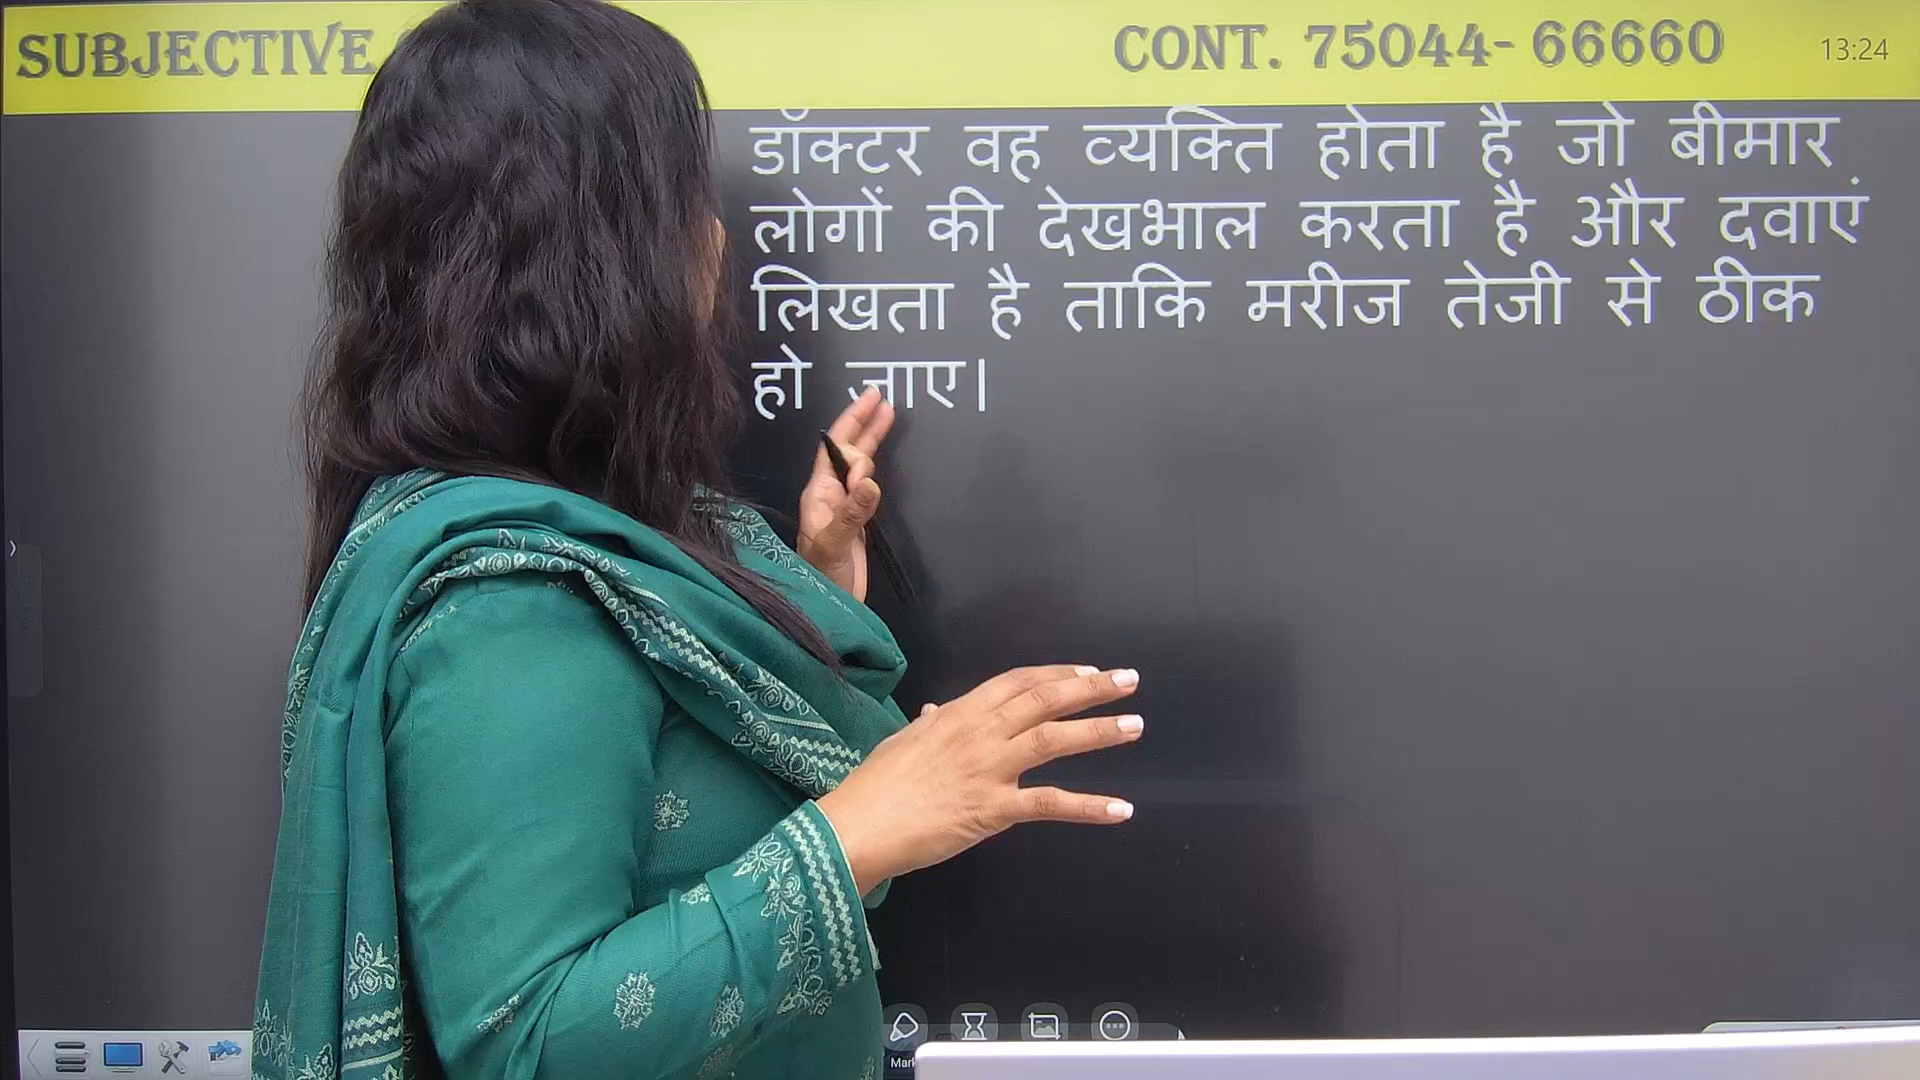 SUBJECTIVE
CONT. 75044- 66660
13:24
डॉक्टर वह व्यक्ति होता है जो बीमार
लोगों की देखभाल करता है और दवाएं
लिखता है ताकि मरीज तेजी से ठीक
हो जाए।